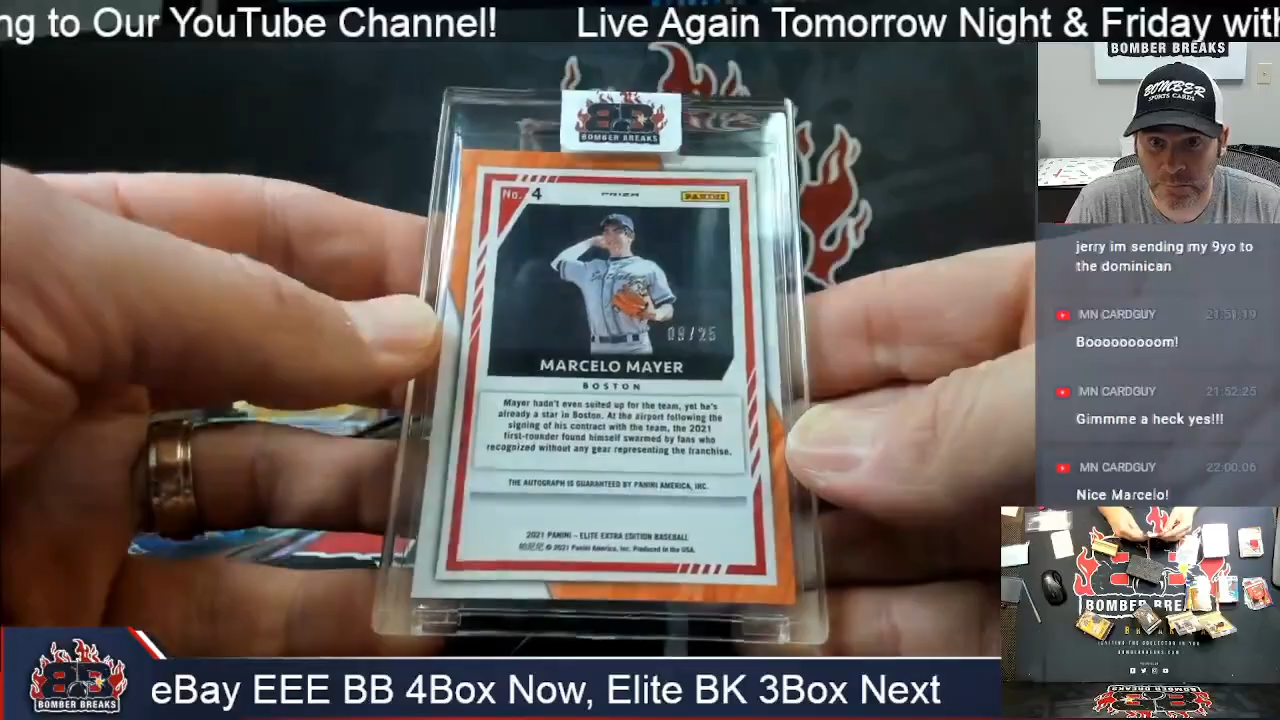 ng to Our YouTube Channel!
Live Again Tomorrow Night & Friday with
BOMBER BREAKS
BOMBER
SPORTS CARDS
BOMBER BREAKS
No. 4
PRIZM
PANINI
09/25
MARCELO MAYER
BOSTON
Mayer hadn't even suited up for the team, yet he's
already a star in Boston. At the airport following the
signing of his contract with the team, the 2021
first-rounder found himself swarmed by fans who
recognized without any gear representing the franchise.
THE AUTOGRAPH IS GUARANTEED BY PANINI AMERICA, INC.
2021 PANINI – ELITE EXTRA EDITION BASEBALL
© 2021 Panini America, Inc. Produced in the USA.
jerry im sending my 9yo to
the dominican
MN CARDGUY 21:51:19
Booooooooom!
MN CARDGUY 21:52:25
Gimmme a heck yes!!!
MN CARDGUY 22:00:06
Nice Marcelo!
BOMBER BREA
BOMBERBREAKS.COM
BOMBER BREAKS
eBay EEE BB 4Box Now, Elite BK 3Box Next